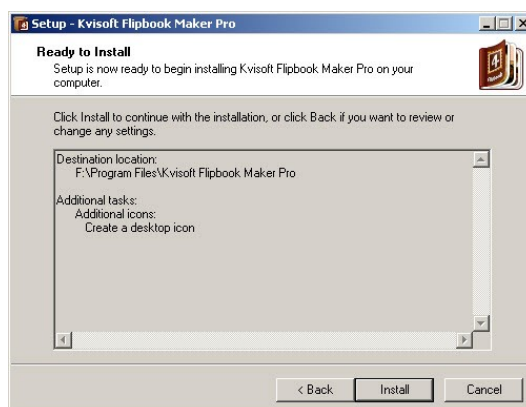 Setup - Kvisoft Flipbook Maker Pro
Ready to Install
Setup is now ready to begin installing Kvisoft Flipbook Maker Pro on your
computer.
4
Click Install to continue with the installation, or click Back if you want to review or
change any settings.
Destination location:
F:\Program Files\Kvisoft Flipbook Maker Pro
Additional tasks:
Additional icons:
Create a desktop icon
< Back
Install
Cancel